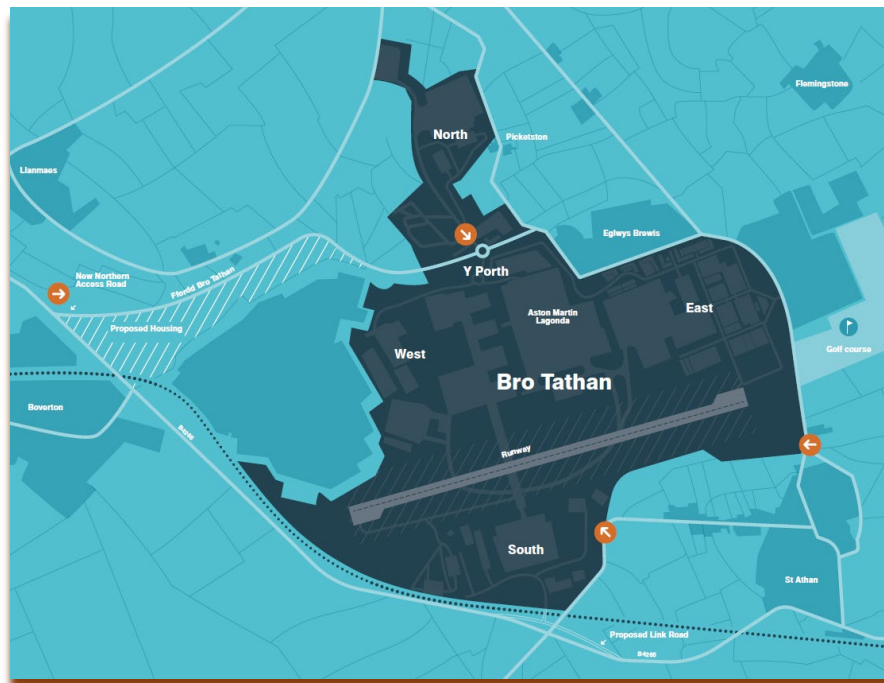 Flemingstone
North
Picketston
Llanmaes
Eglwys Brewis
Y Porth
New Northern
Access Road
Ffordd Bro Tathan
Aston Martin
Lagonda
East
Proposed Housing
West
Golf course
Bro Tathan
Boverton
B4265
Runway
South
St Athan
Proposed Link Road
B4265